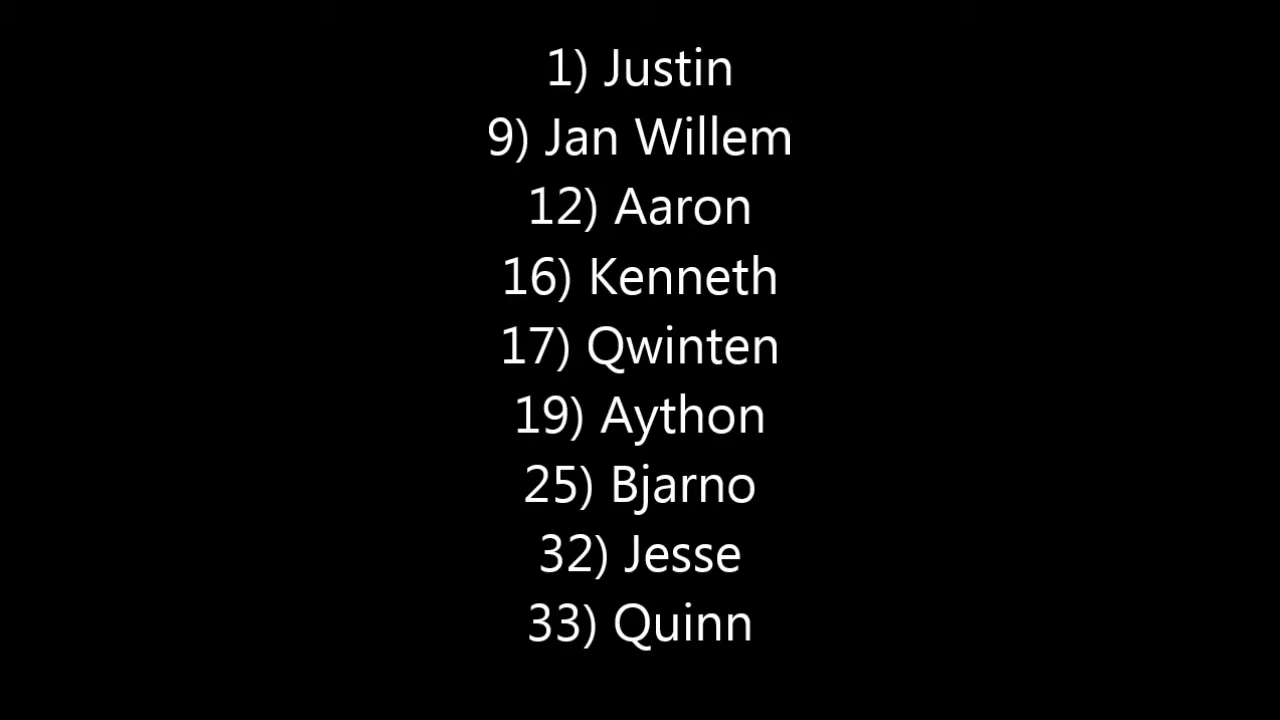 1) Justin
9) Jan Willem
12) Aaron
16) Kenneth
17) Qwinten
19) Aython
25) Bjarno
32) Jesse
33) Quinn